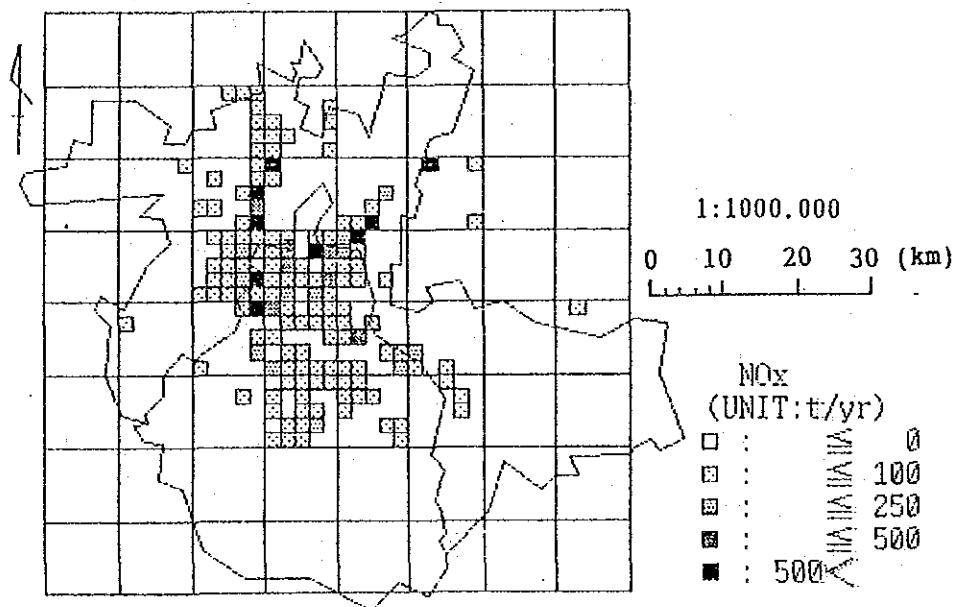 1:1000.000
0 10 20 30 (km)
NOx
(UNIT:t/yr)
□ : ≦ 0
: ≦ 100
: ≦ 250
: ≦ 500
■ : 500<